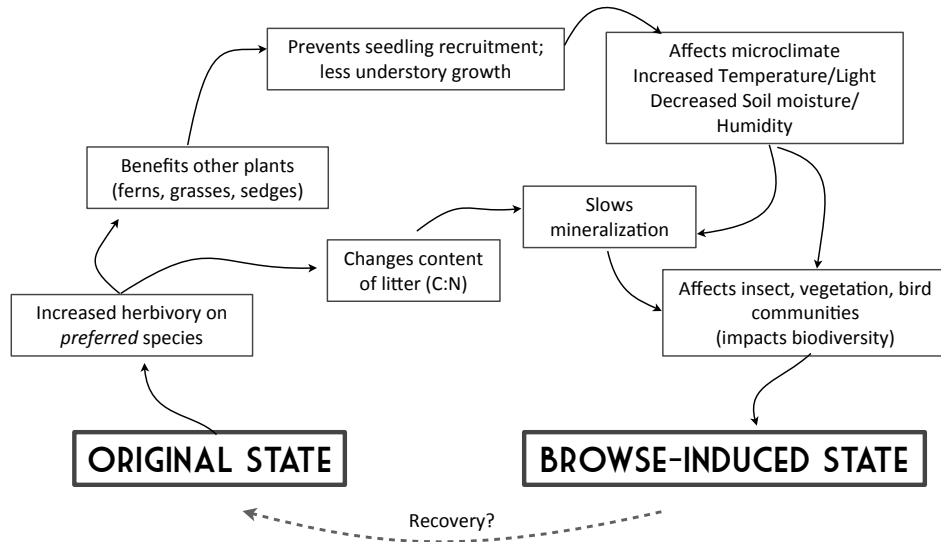 Prevents seedling recruitment;
less understory growth
Affects microclimate
Increased Temperature/Light
Decreased Soil moisture/
Humidity
Benefits other plants
(ferns, grasses, sedges)
Slows
mineralization
Changes content
of litter (C:N)
Increased herbivory on
preferred species
Affects insect, vegetation, bird
communities
(impacts biodiversity)
ORIGINAL STATE
BROWSE-INDUCED STATE
Recovery?